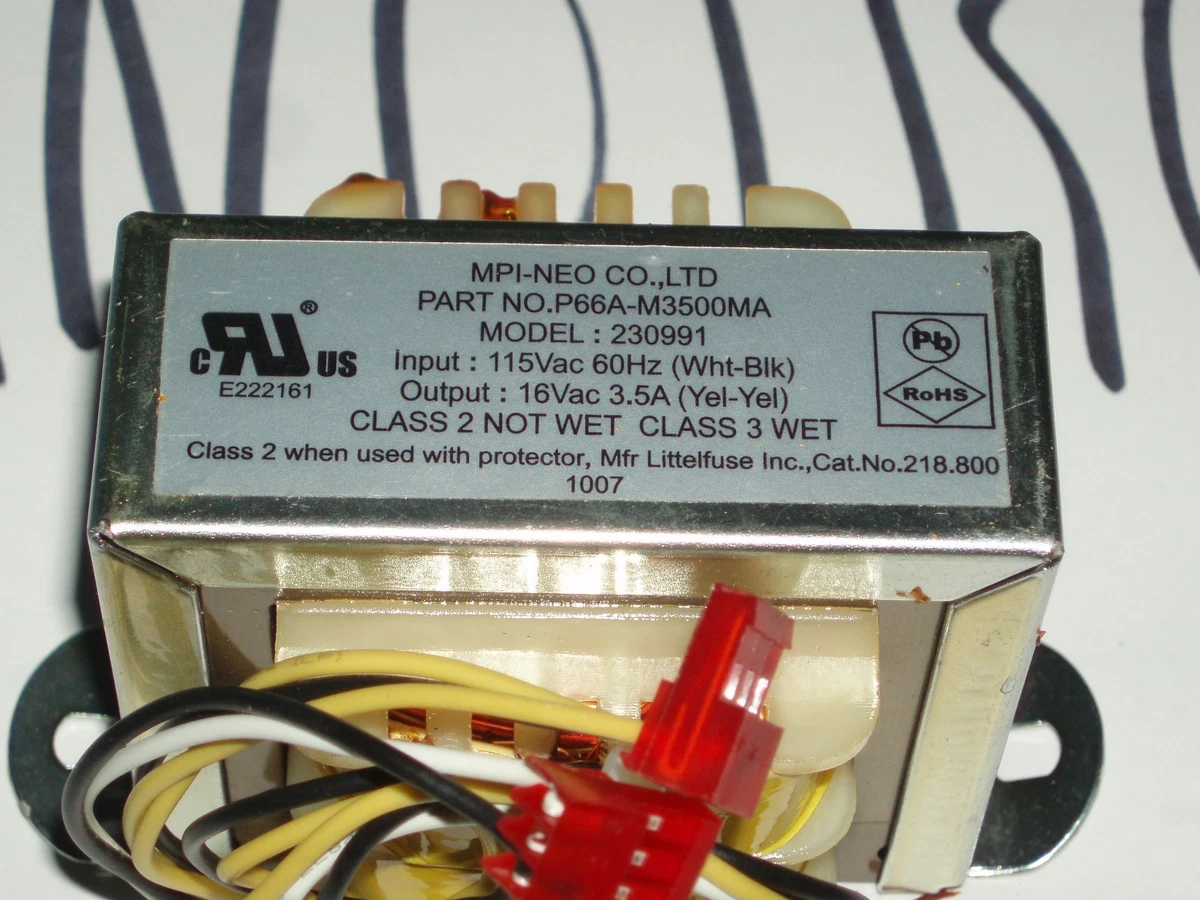 MPI-NEO CO.,LTD
PART NO.P66A-M3500MA
MODEL : 230991
Input : 115Vac 60Hz (Wht-Blk)
Output : 16Vac 3.5A (Yel-Yel)
CLASS 2 NOT WET CLASS 3 WET
Class 2 when used with protector, Mfr Littelfuse Inc.,Cat.No.218.800
1007
C RU US ®
E222161
Pb
RoHS